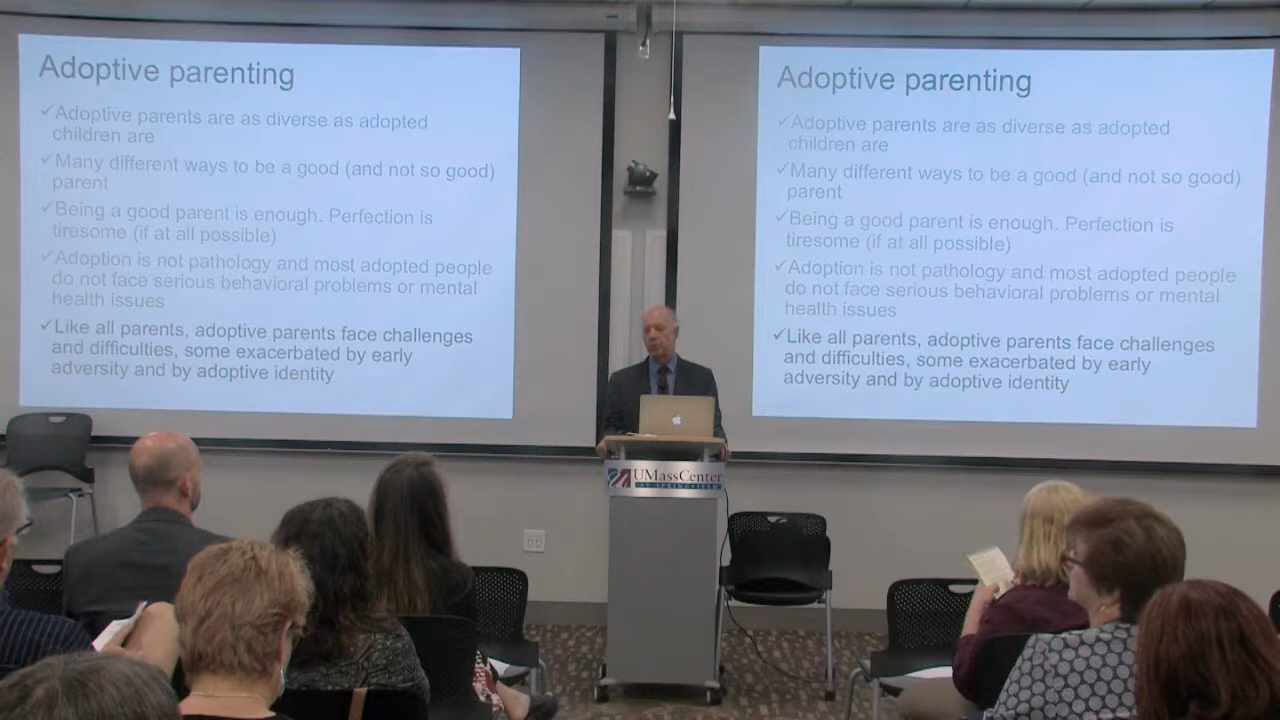 Adoptive parenting
✓Adoptive parents are as diverse as adopted
children are
✓Many different ways to be a good (and not so good)
parent
✓Being a good parent is enough. Perfection is
tiresome (if at all possible)
✓Adoption is not pathology and most adopted people
do not face serious behavioral problems or mental
health issues
✓Like all parents, adoptive parents face challenges
and difficulties, some exacerbated by early
adversity and by adoptive identity
Adoptive parenting
✓Adoptive parents are as diverse as adopted
children are
✓Many different ways to be a good (and not so good)
parent
✓Being a good parent is enough. Perfection is
tiresome (if at all possible)
✓Adoption is not pathology and most adopted people
do not face serious behavioral problems or mental
health issues
✓Like all parents, adoptive parents face challenges
and difficulties, some exacerbated by early
adversity and by adoptive identity
UMassCenter
AT SPRINGFIELD